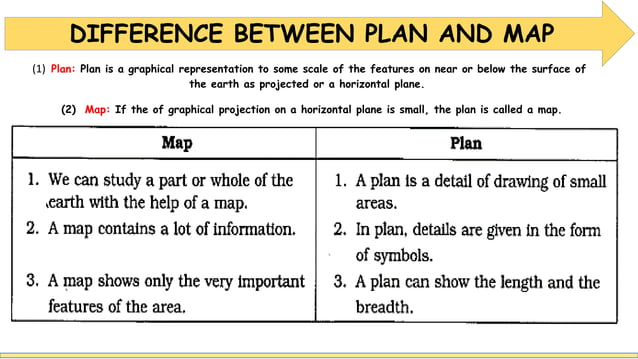 DIFFERENCE BETWEEN PLAN AND MAP
(1) Plan: Plan is a graphical representation to some scale of the features on near or below the surface of
the earth as projected or a horizontal plane.
(2) Map: If the of graphical projection on a horizontal plane is small, the plan is called a map.
Map
Plan
1. We can study a part or whole of the
earth with the help of a map.
2. A map contains a lot of information.
3. A map shows only the very important
features of the area.
1. A plan is a detail of drawing of small
areas.
2. In plan, details are given in the form
of symbols.
3. A plan can show the length and the
breadth.